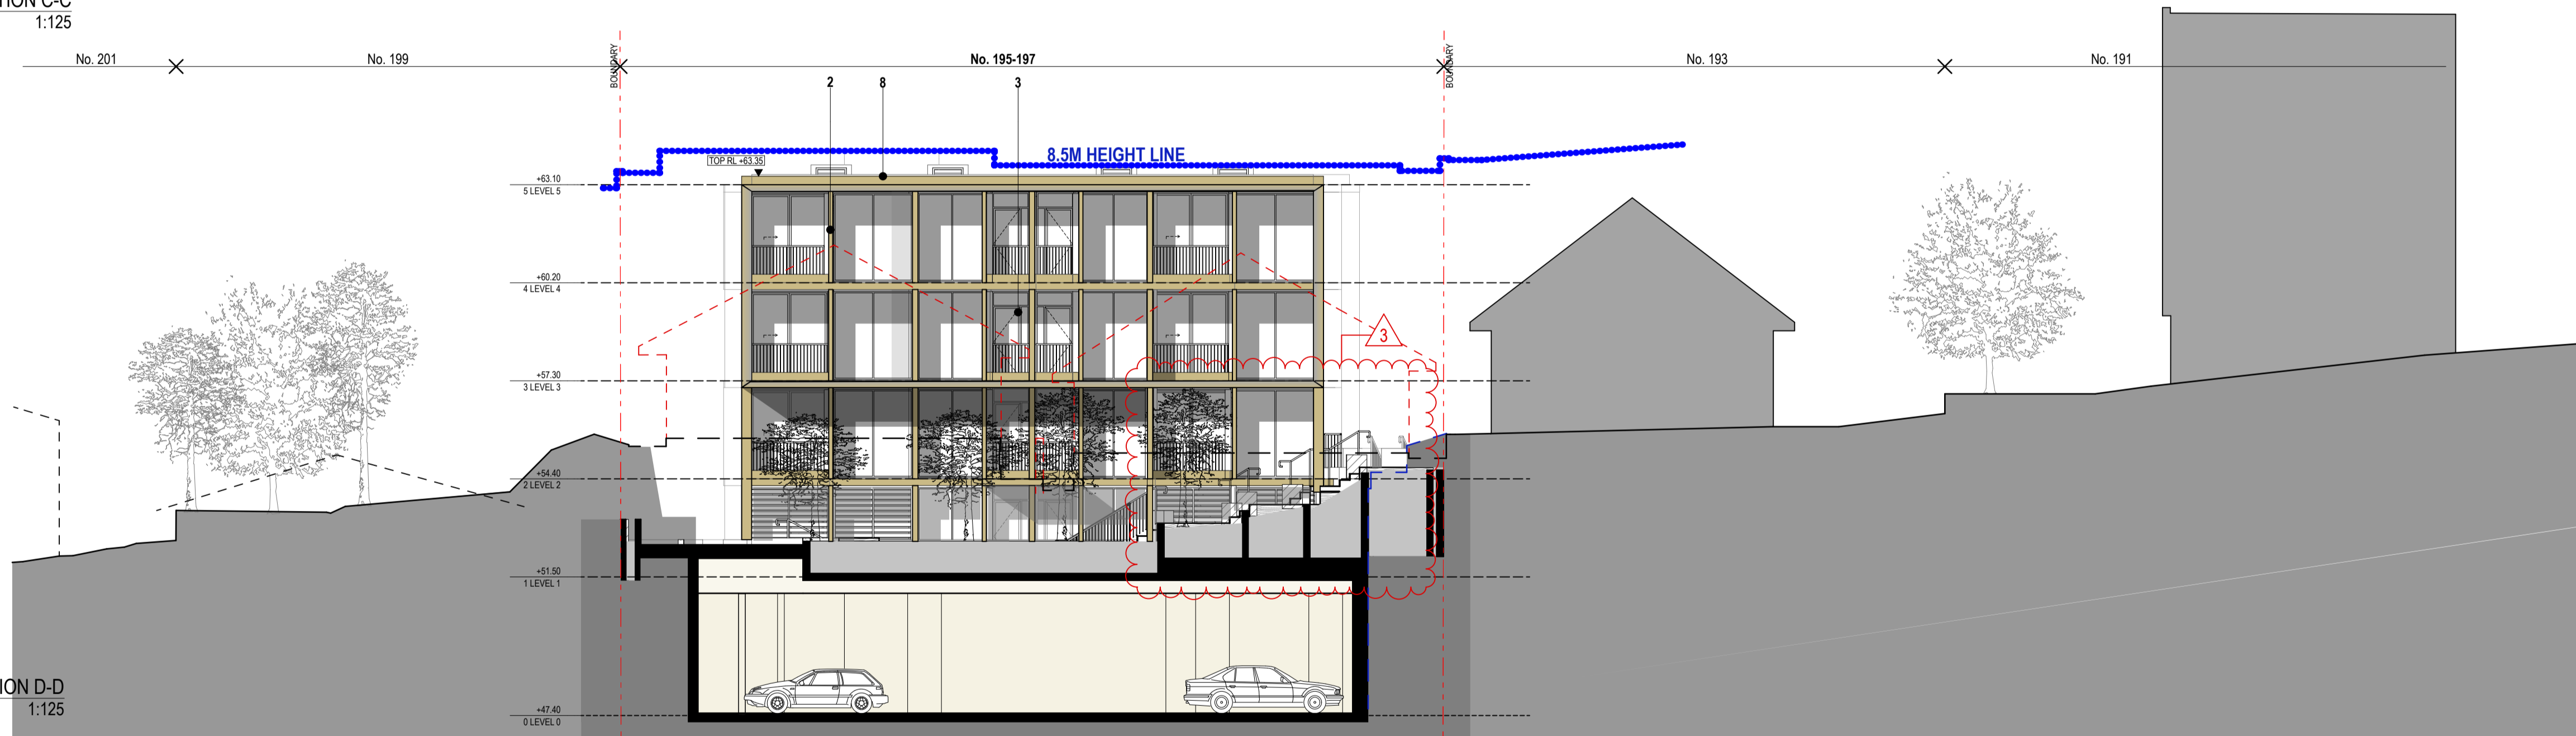 ION C-C
1:125
No. 201
No. 199
BOUNDARY
No. 195-197
BOUNDARY
No. 193
No. 191
2
8
3
8.5M HEIGHT LINE
TOP RL +63.35
+63.10
5 LEVEL 5
+60.20
4 LEVEL 4
3
+57.30
3 LEVEL 3
+54.40
2 LEVEL 2
+51.50
1 LEVEL 1
ION D-D
1:125
+47.40
0 LEVEL 0